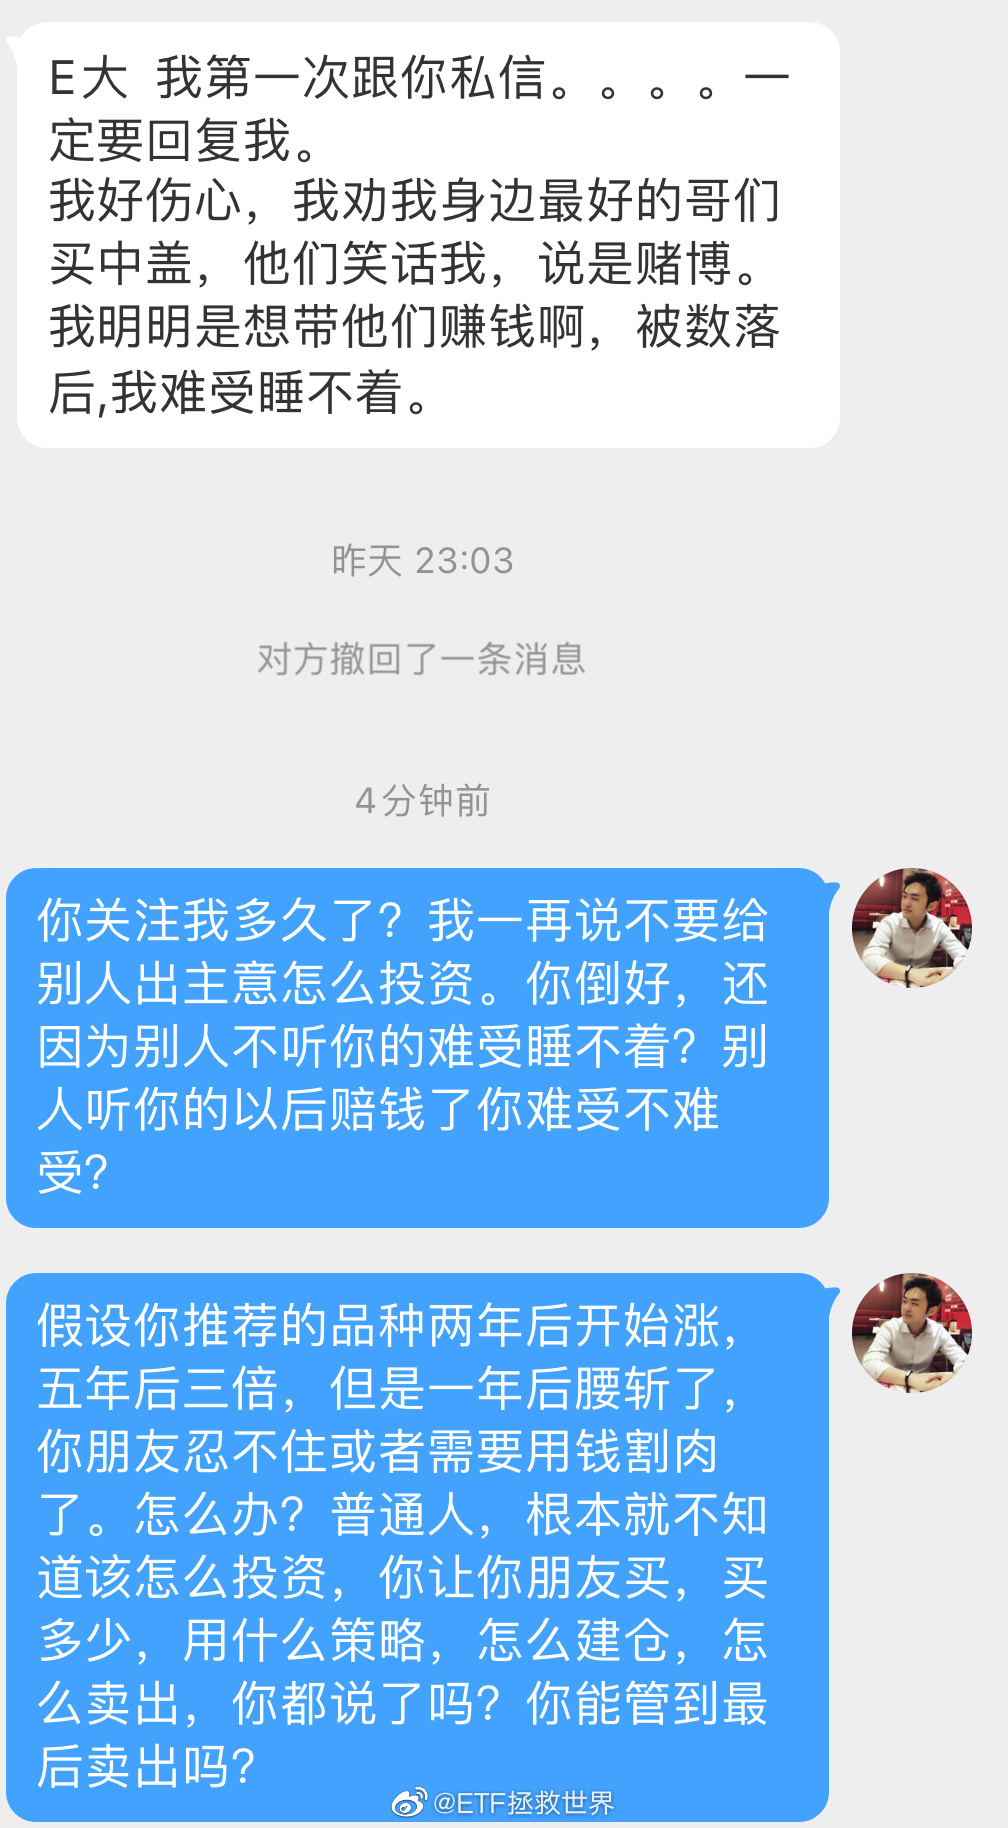 E大 我第一次跟你私信。。。。一
定要回复我。
我好伤心，我劝我身边最好的哥们
买中盖，他们笑话我，说是赌博。
我明明是想带他们赚钱啊，被数落
后,我难受睡不着。
昨天 23:03
对方撤回了一条消息
4分钟前
你关注我多久了？我一再说不要给
别人出主意怎么投资。你倒好，还
因为别人不听你的难受睡不着？别
人听你的以后赔钱了你难受不难
受？
假设你推荐的品种两年后开始涨，
五年后三倍，但是一年后腰斩了，
你朋友忍不住或者需要用钱割肉
了。怎么办？普通人，根本就不知
道该怎么投资，你让你朋友买，买
多少，用什么策略，怎么建仓，怎
么卖出，你都说了吗？你能管到最
后卖出吗？
@ETF拯救世界